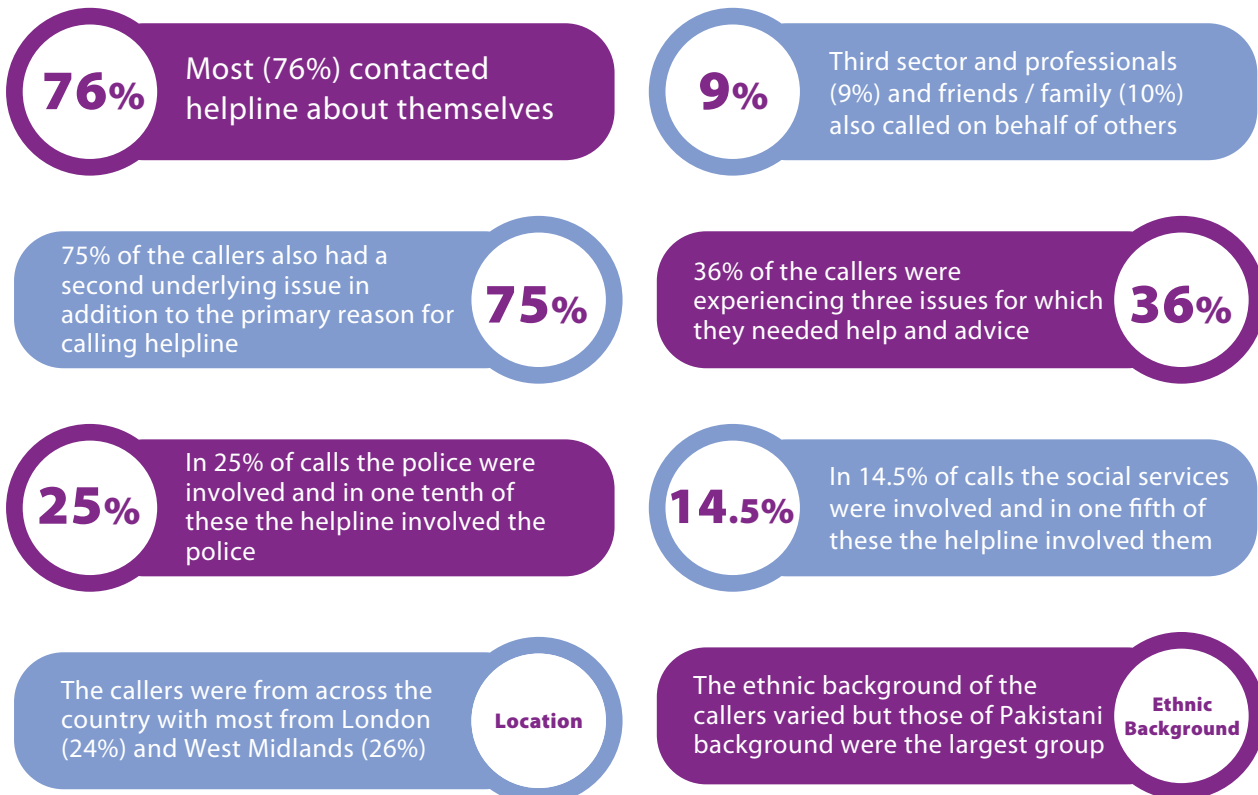 76%
Most (76%) contacted
helpline about themselves
9%
Third sector and professionals
(9%) and friends / family (10%)
also called on behalf of others
75% of the callers also had a
second underlying issue in
addition to the primary reason for
calling helpline
75%
36% of the callers were
experiencing three issues for which
they needed help and advice
36%
25%
In 25% of calls the police were
involved and in one tenth of
these the helpline involved the
police
14.5%
In 14.5% of calls the social services
were involved and in one fifth of
these the helpline involved them
The callers were from across the
country with most from London
(24%) and West Midlands (26%)
Location
The ethnic background of the
callers varied but those of Pakistani
background were the largest group
Ethnic
Background